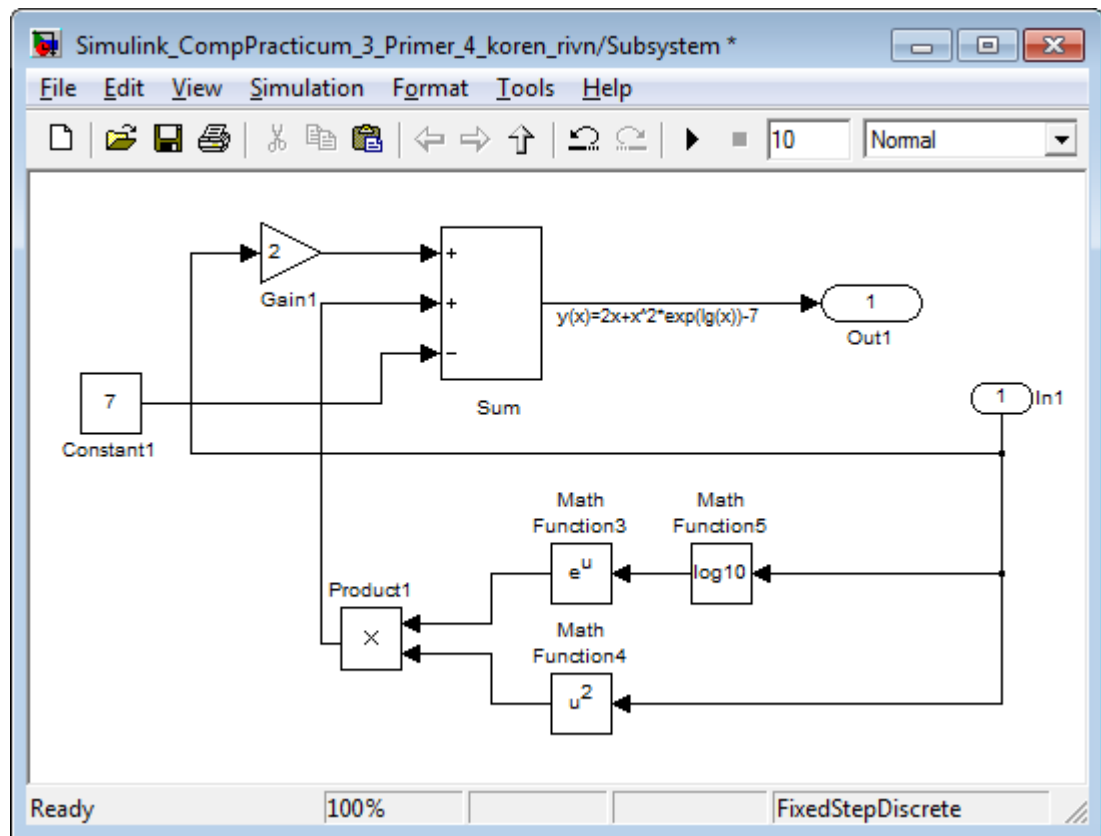 Simulink_CompPracticum_3_Primer_4_koren_rivn/Subsystem *
File Edit View Simulation Format Tools Help
10 Normal
2
Gain1
+
+
−
Sum
y(x)=2x+x^2*exp(lg(x))-7
1
Out1
7
Constant1
1
In1
Math
Function3
e^u
Math
Function5
log10
Product1
×
Math
Function4
u^2
Ready 100% FixedStepDiscrete